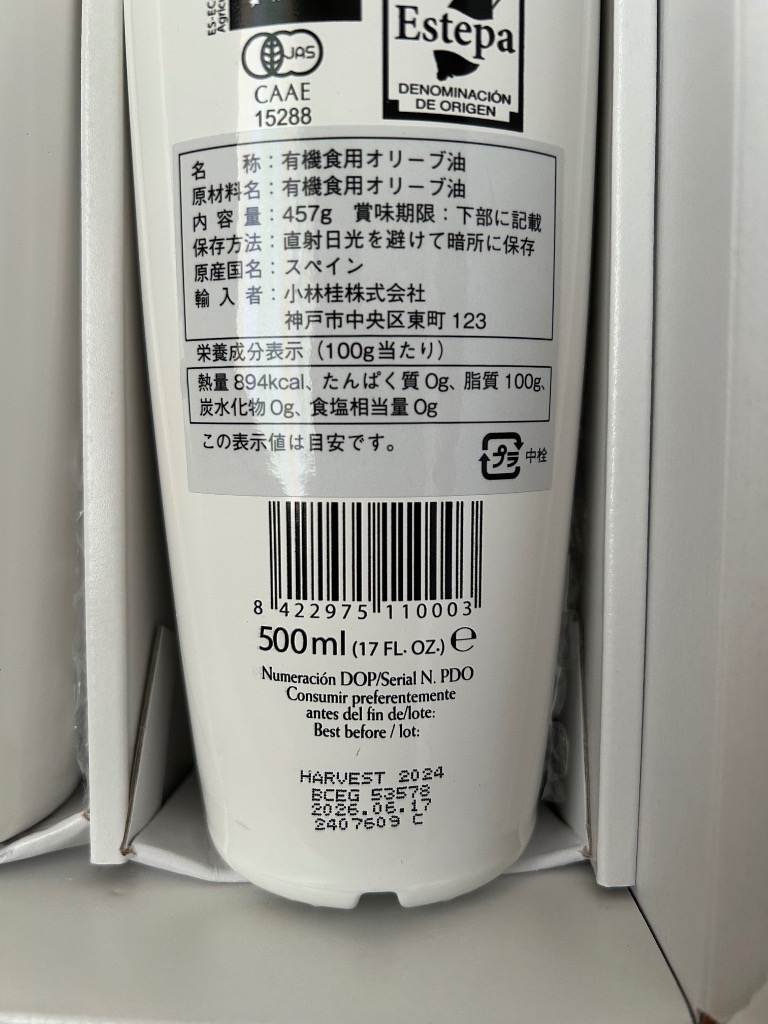 ES-EC
Agric
JAS
CAAE
15288
Estepa
DENOMINACIÓN
DE ORIGEN
名 称：有機食用オリーブ油
原材料名：有機食用オリーブ油
内 容 量：457g 賞味期限：下部に記載
保存方法：直射日光を避けて暗所に保存
原産国名：スペイン
輸 入 者：小林桂株式会社
神戸市中央区東町 123
栄養成分表示（100g当たり）
熱量 894kcal、たんぱく質 0g、脂質 100g、
炭水化物 0g、食塩相当量 0g
この表示値は目安です。
プラ 中栓
8 422975 110003
500ml (17 FL. OZ.) ℮
Numeración DOP/Serial N. PDO
Consumir preferentemente
antes del fin de/lote:
Best before / lot:
HARVEST 2024
BCEG 53578
2026.06.17
2407609 C